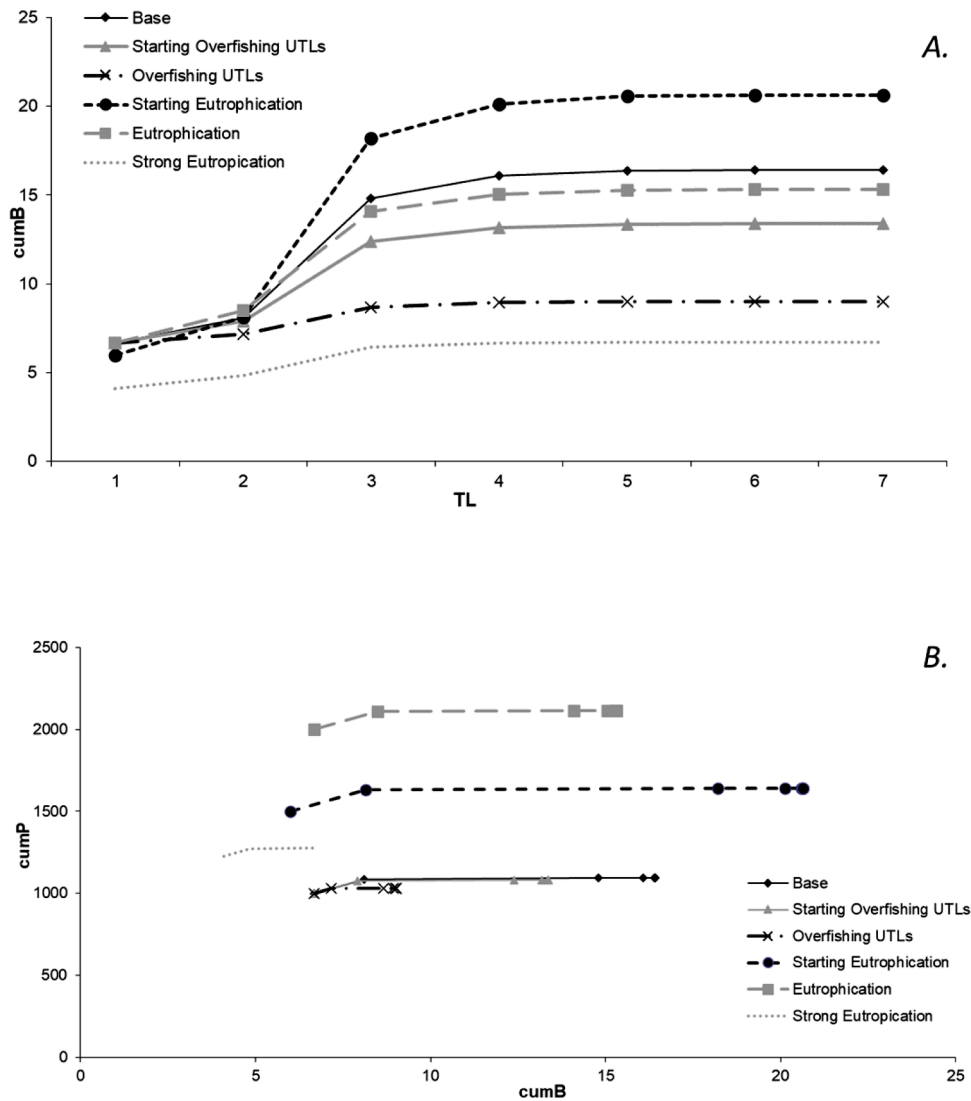 A.
Base
Starting Overfishing UTLs
Overfishing UTLs
Starting Eutrophication
Eutrophication
Strong Eutropication
25
20
15
10
5
0
cumB
1 2 3 4 5 6 7
TL
B.
2500
2000
1500
1000
500
0
cumP
Base
Starting Overfishing UTLs
Overfishing UTLs
Starting Eutrophication
Eutrophication
Strong Eutropication
0 5 10 15 20 25
cumB